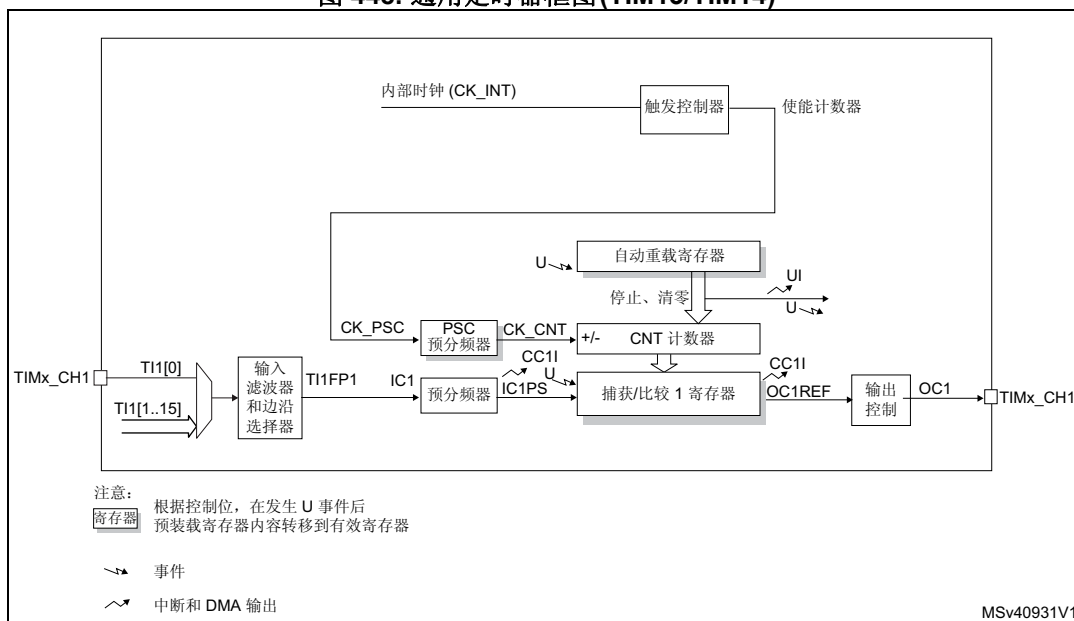 内部时钟 (CK_INT)
触发控制器
使能计数器
自动重载寄存器
U
停止、清零
UI
U
CK_PSC
PSC
预分频器
CK_CNT
+/-
CNT 计数器
TIMx_CH1
TI1[0]
TI1[1..15]
输入
滤波器
和边沿
选择器
TI1FP1
IC1
预分频器
CC1I
IC1PS
U
捕获/比较 1 寄存器
CC1I
OC1REF
输出
控制
OC1
TIMx_CH1
注意：
寄存器
根据控制位，在发生 U 事件后
预装载寄存器内容转移到有效寄存器
事件
中断和 DMA 输出
MSv40931V1